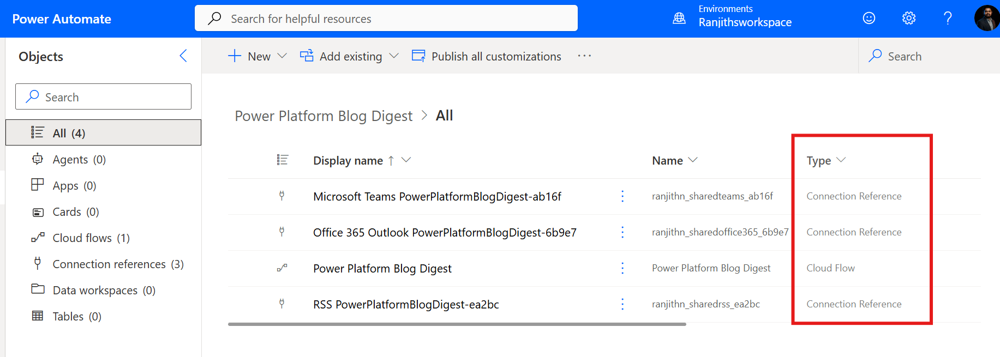 Power Automate
Search for helpful resources
Environments
Ranjithsworkspace
?
Objects
New
Add existing
Publish all customizations
...
Search
Search
All (4)
Agents (0)
Apps (0)
Cards (0)
Cloud flows (1)
Connection references (3)
Data workspaces (0)
Tables (0)
Power Platform Blog Digest > All
Display name ↑ Name Type
Microsoft Teams PowerPlatformBlogDigest-ab16f ranjithn_sharedteams_ab16f Connection Reference
Office 365 Outlook PowerPlatformBlogDigest-6b9e7 ranjithn_sharedoffice365_6b9e7 Connection Reference
Power Platform Blog Digest Power Platform Blog Digest Cloud Flow
RSS PowerPlatformBlogDigest-ea2bc ranjithn_sharedrss_ea2bc Connection Reference